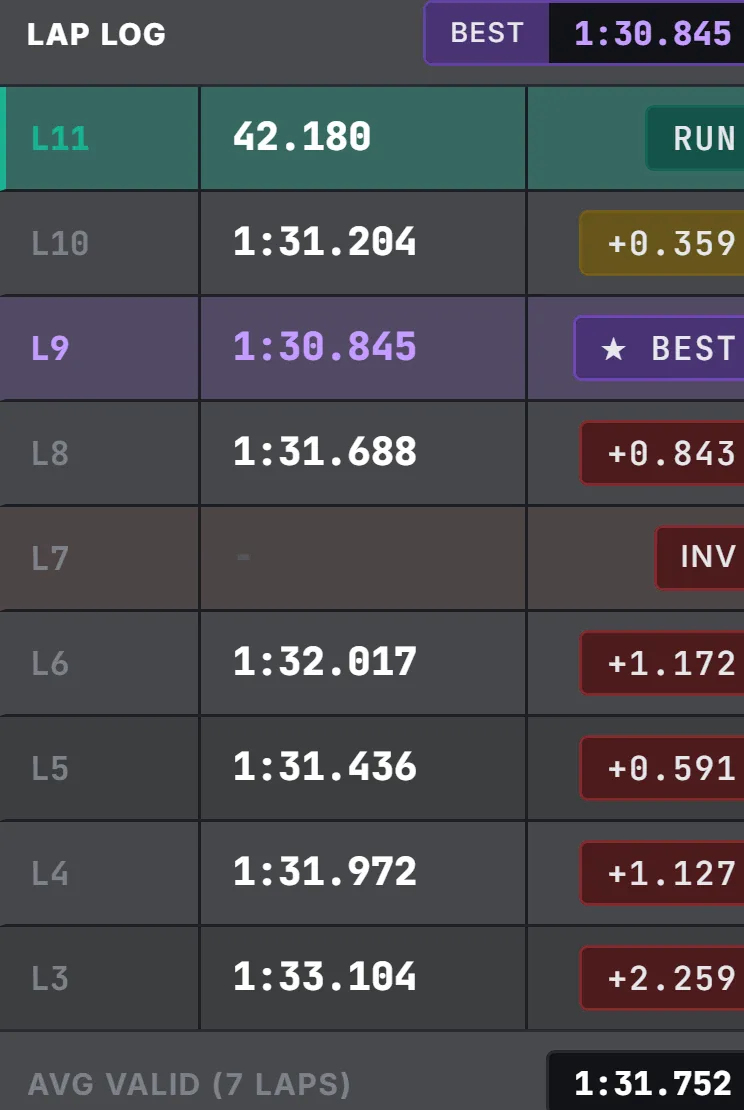 LAP LOG BEST 1:30.845
L11 42.180 RUN
L10 1:31.204 +0.359
L9 1:30.845 ★ BEST
L8 1:31.688 +0.843
L7 - INV
L6 1:32.017 +1.172
L5 1:31.436 +0.591
L4 1:31.972 +1.127
L3 1:33.104 +2.259
AVG VALID (7 LAPS) 1:31.752